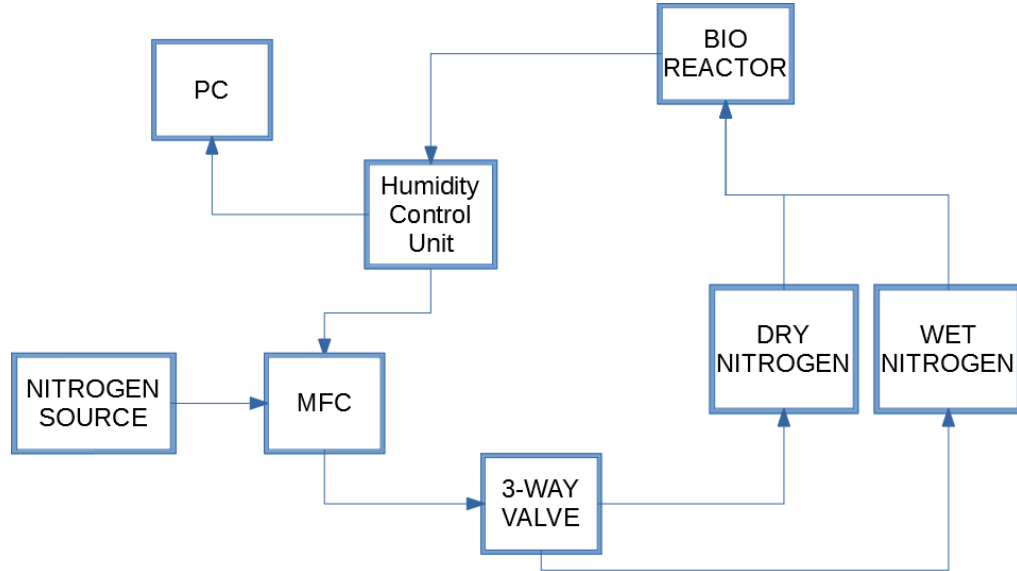 BIO
REACTOR
PC
Humidity
Control
Unit
DRY
NITROGEN
WET
NITROGEN
NITROGEN
SOURCE
MFC
3-WAY
VALVE